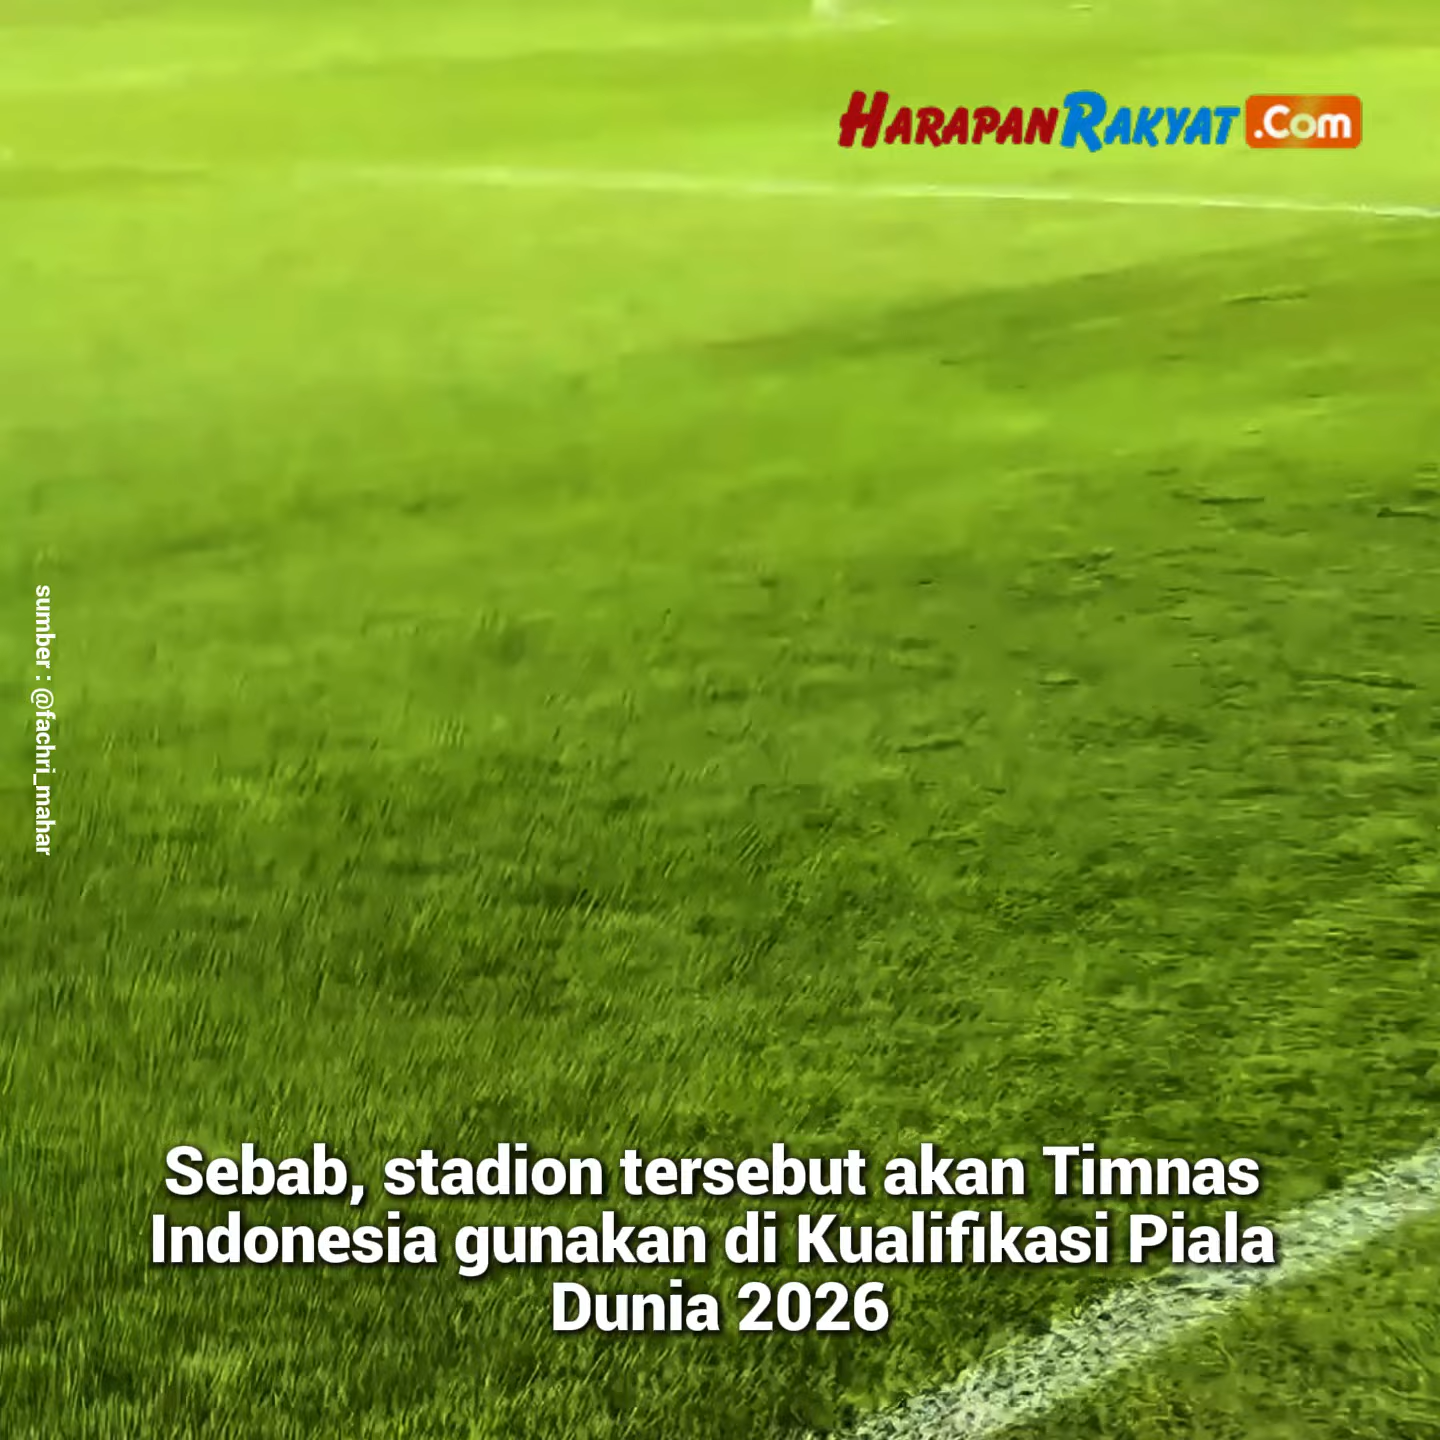 HARAPANRAKYAT.Com
sumber : @fachri_mahar
Sebab, stadion tersebut akan Timnas
Indonesia gunakan di Kualifikasi Piala
Dunia 2026